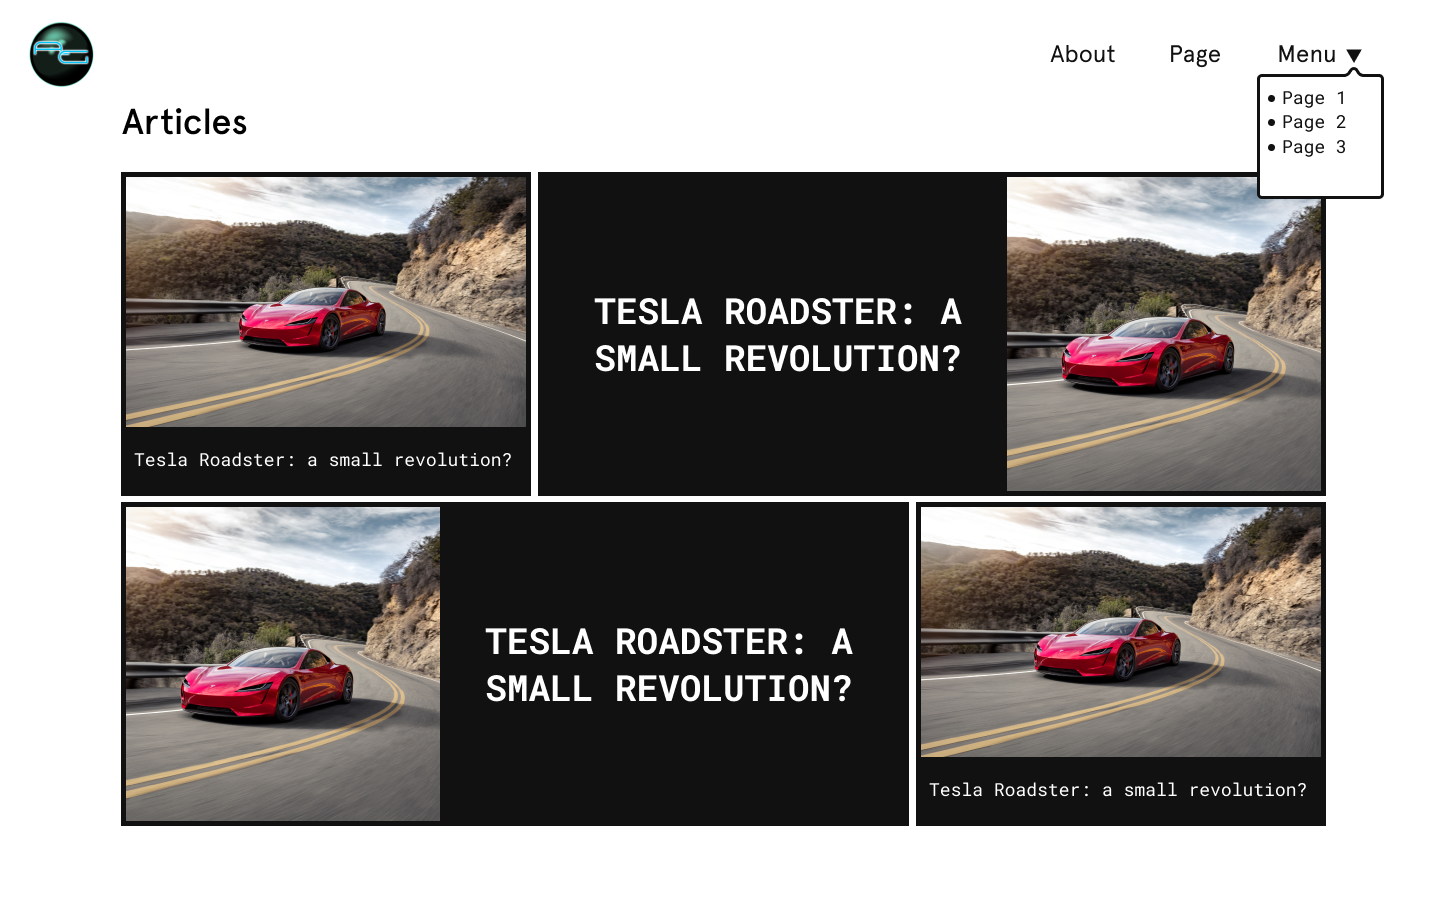 About
Page
Menu ▼
Page 1
Page 2
Page 3
Articles
Tesla Roadster: a small revolution?
TESLA ROADSTER: A
SMALL REVOLUTION?
TESLA ROADSTER: A
SMALL REVOLUTION?
Tesla Roadster: a small revolution?